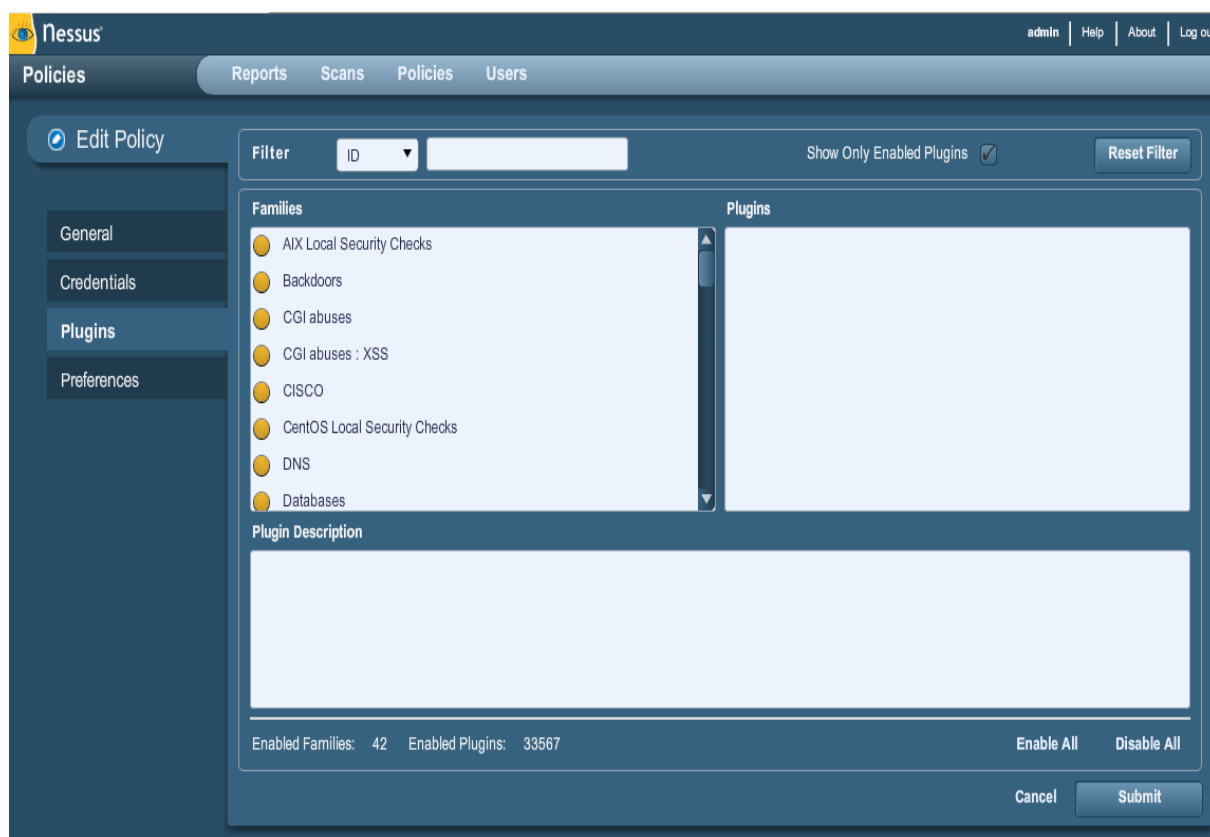 nessus
admin Help About Log ou
Policies Reports Scans Policies Users
Edit Policy
Filter ID Show Only Enabled Plugins Reset Filter
General
Credentials
Plugins
Preferences
Families
AIX Local Security Checks
Backdoors
CGI abuses
CGI abuses : XSS
CISCO
CentOS Local Security Checks
DNS
Databases
Plugins
Plugin Description
Enabled Families: 42 Enabled Plugins: 33567 Enable All Disable All
Cancel Submit